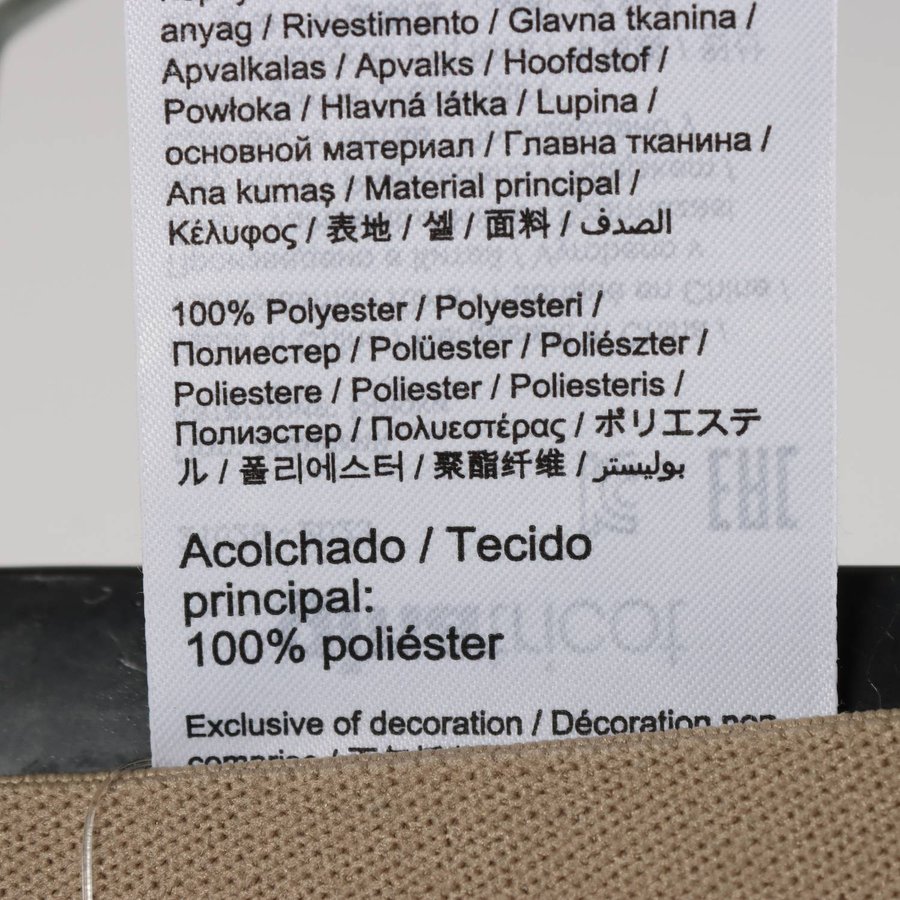 anyag / Rivestimento / Glavna tkanina /
Apvalkalas / Apvalks / Hoofdstof /
Powłoka / Hlavná látka / Lupina /
основной материал / Главна тканина /
Ana kumaş / Material principal /
Κέλυφος / 表地 / 셸 / 面料 / الصدف
100% Polyester / Polyesteri /
Полиестер / Polüester / Poliészter /
Poliestere / Poliester / Poliesteris /
Полиэстер / Πολυεστέρας / ポリエステ
ル / 폴리에스터 / 聚酯纤维 / بوليستر
Acolchado / Tecido
principal:
100% poliéster
Exclusive of decoration / Décoration non
comprise /